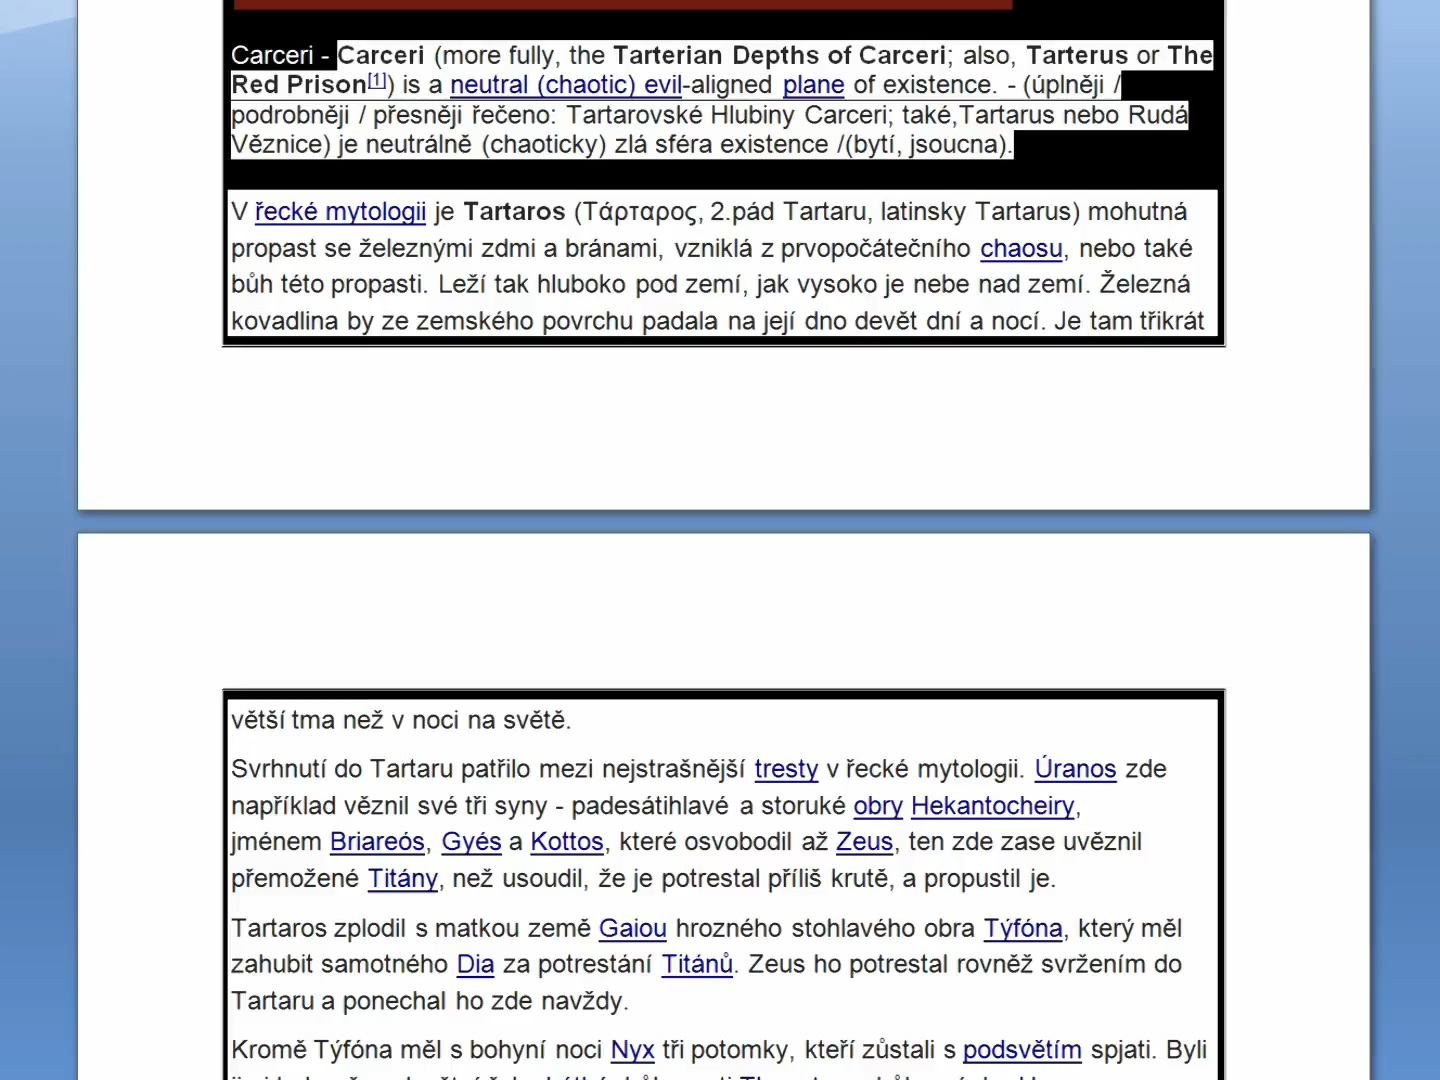 Carceri - Carceri (more fully, the Tarterian Depths of Carceri; also, Tarterus or The
Red Prison[1]) is a neutral (chaotic) evil-aligned plane of existence. - (úplněji /
podrobněji / přesněji řečeno: Tartarovské Hlubiny Carceri; také,Tartarus nebo Rudá
Věznice) je neutrálně (chaoticky) zlá sféra existence /(bytí, jsoucna).
V řecké mytologii je Tartaros (Τάρταρος, 2.pád Tartaru, latinsky Tartarus) mohutná
propast se železnými zdmi a bránami, vzniklá z prvopočátečního chaosu, nebo také
bůh této propasti. Leží tak hluboko pod zemí, jak vysoko je nebe nad zemí. Železná
kovadlina by ze zemského povrchu padala na její dno devět dní a nocí. Je tam třikrát
větší tma než v noci na světě.
Svrhnutí do Tartaru patřilo mezi nejstrašnější tresty v řecké mytologii. Úranos zde
například věznil své tři syny - padesátihlavé a storuké obry Hekantocheiry,
jménem Briareós, Gyés a Kottos, které osvobodil až Zeus, ten zde zase uvěznil
přemožené Titány, než usoudil, že je potrestal příliš krutě, a propustil je.
Tartaros zplodil s matkou země Gaiou hrozného stohlavého obra Týfóna, který měl
zahubit samotného Dia za potrestání Titánů. Zeus ho potrestal rovněž svržením do
Tartaru a ponechal ho zde navždy.
Kromě Týfóna měl s bohyní noci Nyx tři potomky, kteří zůstali s podsvětím spjati. Byli